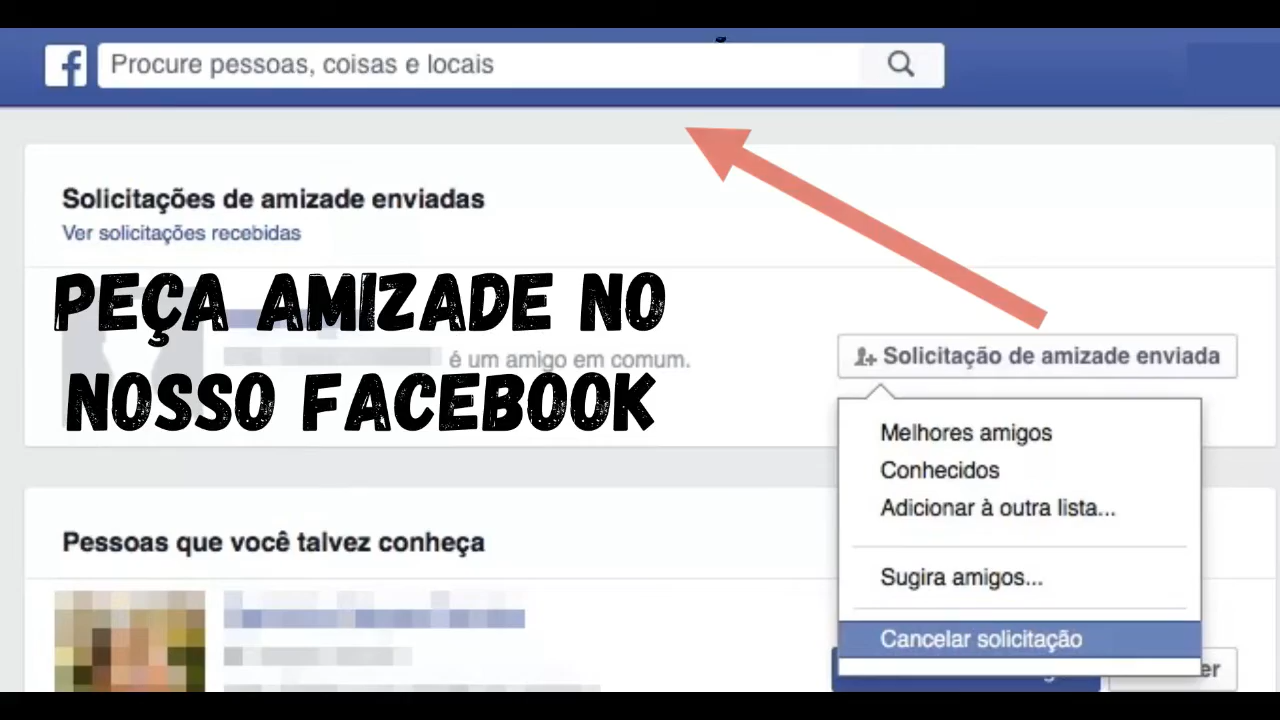 f Procure pessoas, coisas e locais
Solicitações de amizade enviadas
Ver solicitações recebidas
PEÇA AMIZADE NO
é um amigo em comum.
NOSSO FACEBOOK
Solicitação de amizade enviada
Melhores amigos
Conhecidos
Adicionar à outra lista...
Sugira amigos...
Cancelar solicitação
Pessoas que você talvez conheça